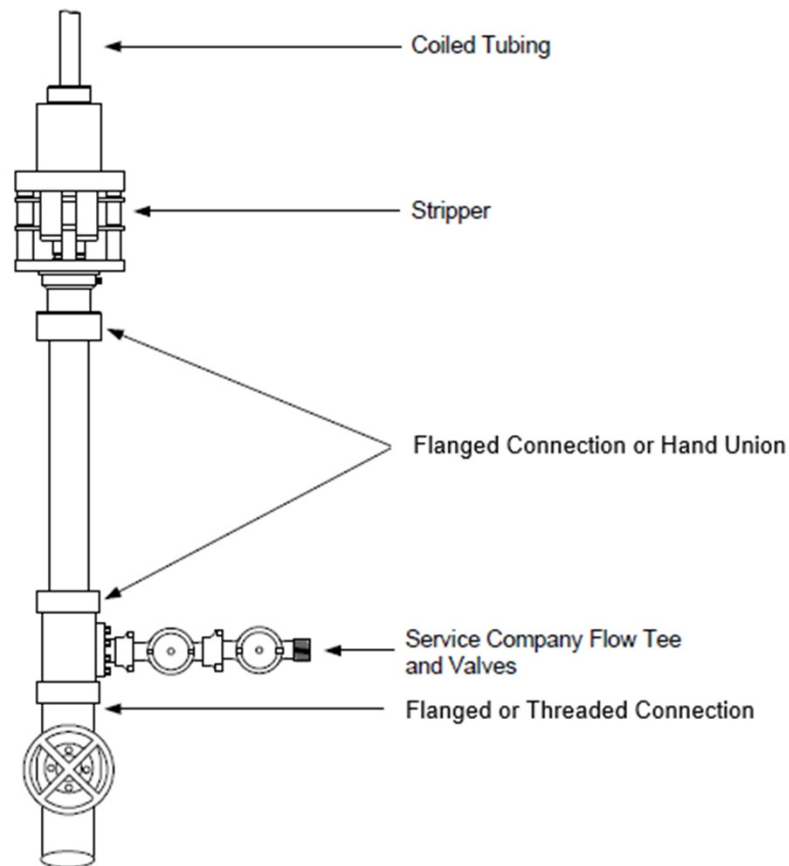 Coiled Tubing
Stripper
Flanged Connection or Hand Union
Service Company Flow Tee
and Valves
Flanged or Threaded Connection